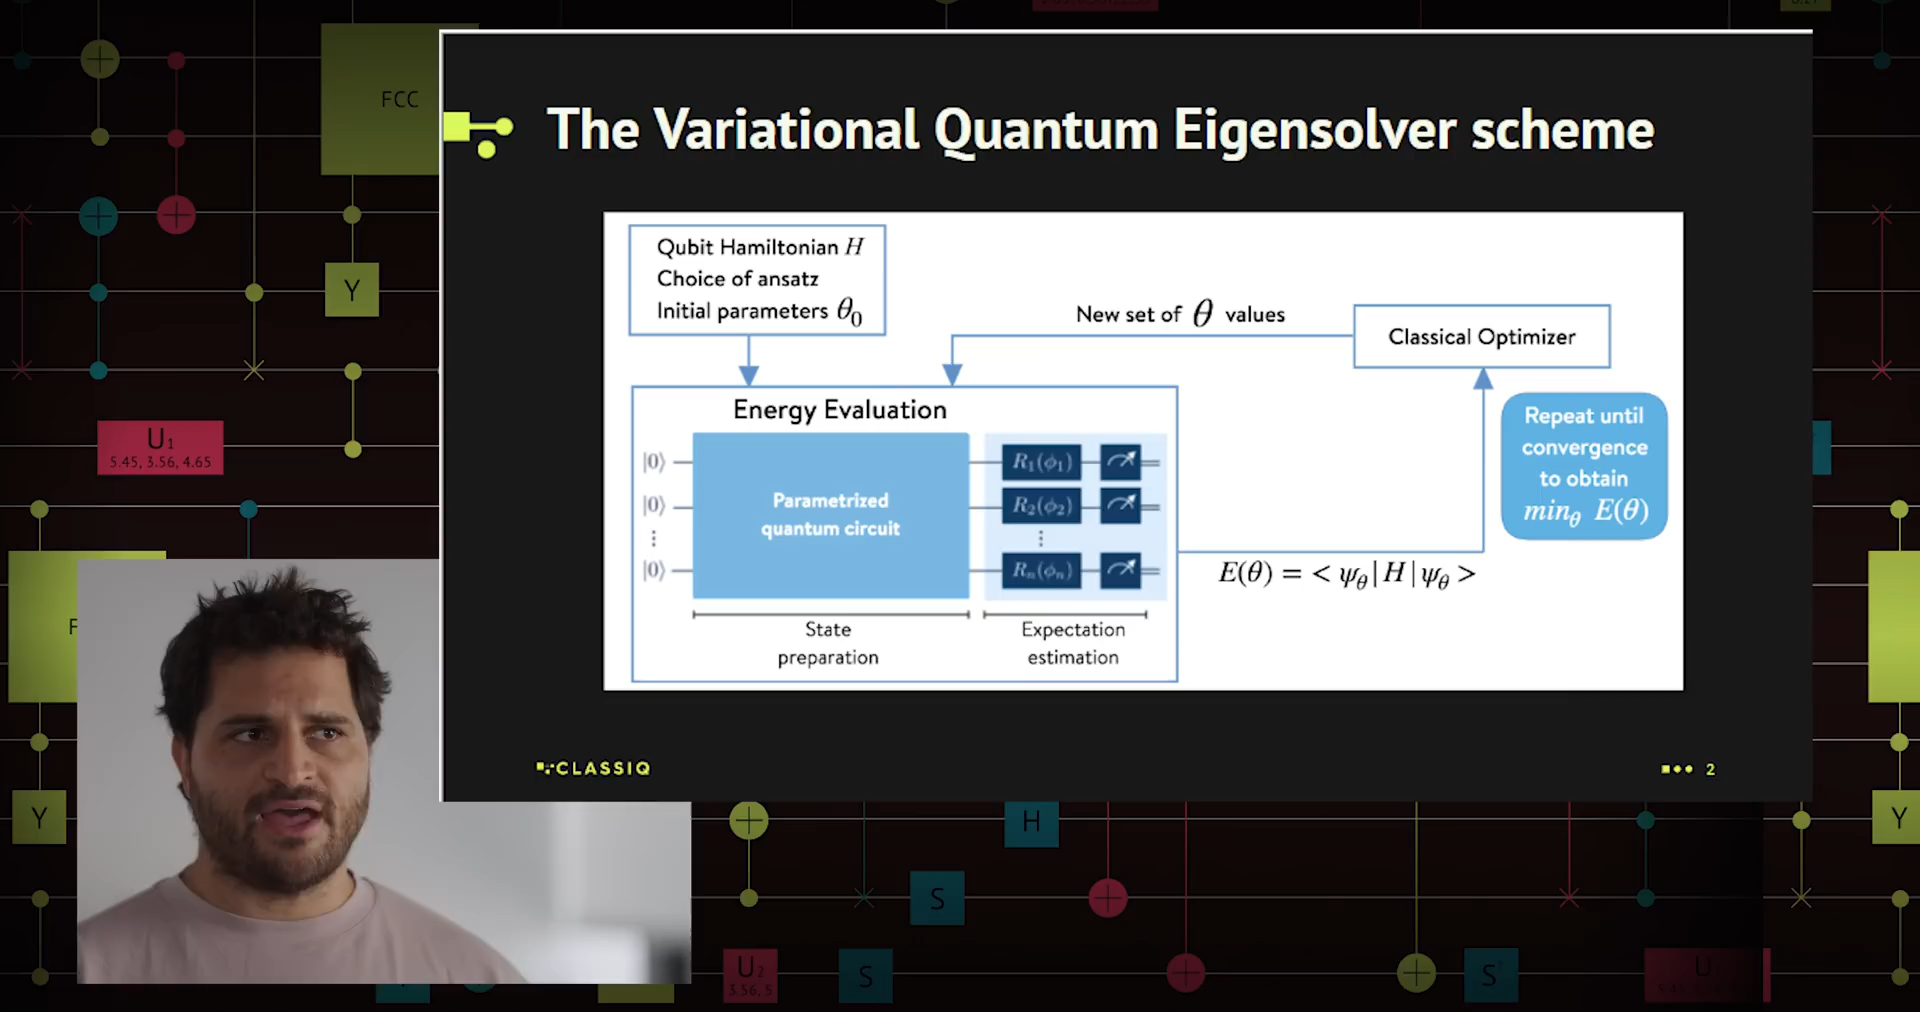 The Variational Quantum Eigensolver scheme
Qubit Hamiltonian H
Choice of ansatz
Initial parameters θ₀
New set of θ values
Classical Optimizer
Energy Evaluation
Repeat until
convergence
to obtain
min_θ E(θ)
|0⟩
|0⟩
⋮
|0⟩
Parametrized
quantum circuit
R₁(ϕ₁)
R₂(ϕ₂)
⋮
Rₙ(ϕₙ)
E(θ) = < ψ_θ | H | ψ_θ >
State
preparation
Expectation
estimation
CLASSIQ
2
FCC
Y
U₁
5.45, 3.56, 4.65
F
Y
H
S
U₂
3.56, 5
S
S
Y